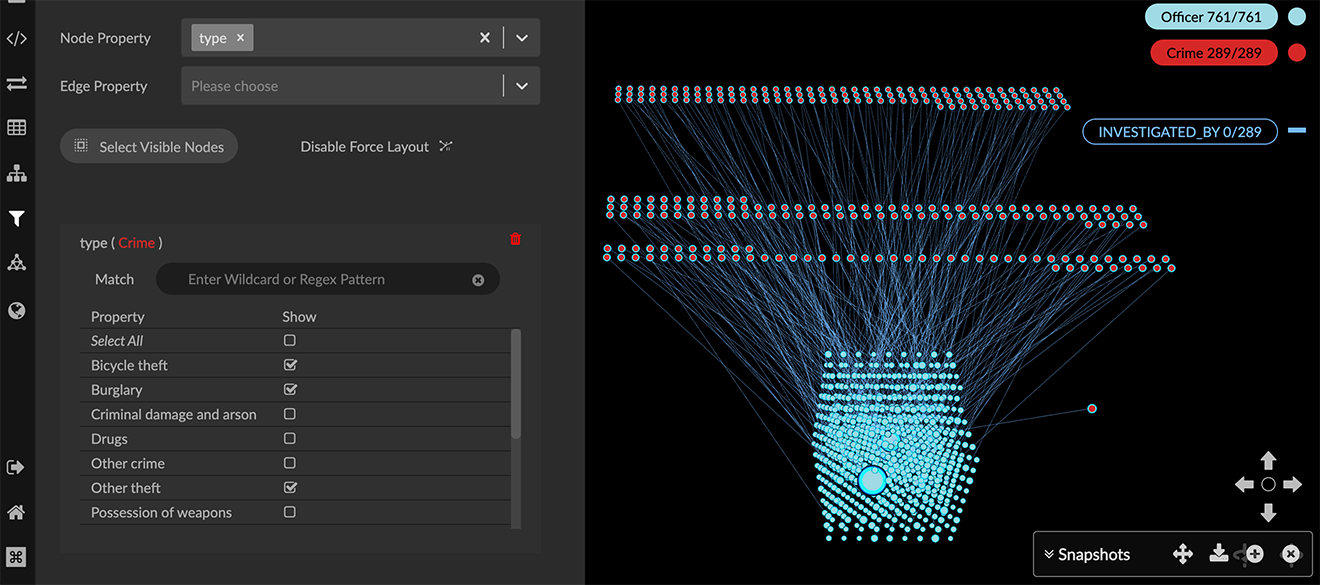 Node Property
type ×
Edge Property
Please choose
Select Visible Nodes
Disable Force Layout
type ( Crime )
Match
Enter Wildcard or Regex Pattern
Property Show
Select All
Bicycle theft
Burglary
Criminal damage and arson
Drugs
Other crime
Other theft
Possession of weapons
Officer 761/761
Crime 289/289
INVESTIGATED_BY 0/289
Snapshots